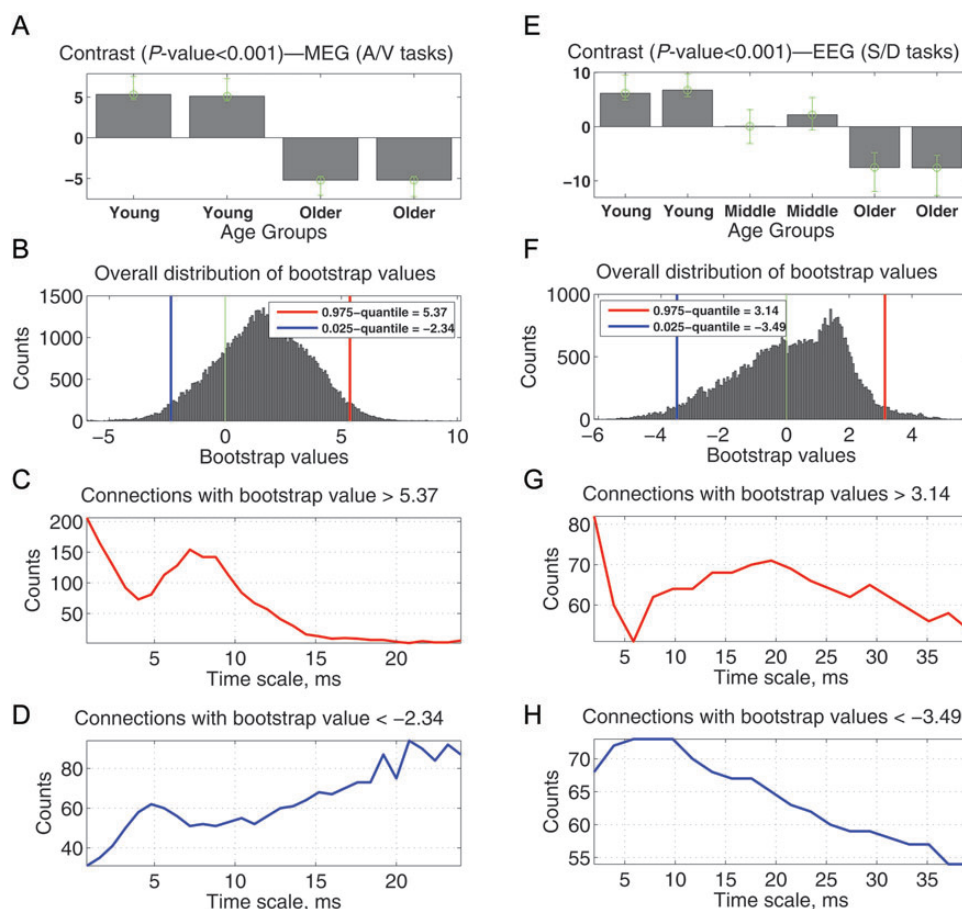 A
Contrast (P-value<0.001)—MEG (A/V tasks)
5
0
−5
Young Young Older Older
Age Groups
B
Overall distribution of bootstrap values
1500
1000
500
0
Counts
0.975−quantile = 5.37
0.025−quantile = −2.34
−5 0 5 10
Bootstrap values
C
Connections with bootstrap value > 5.37
200
150
100
50
Counts
5 10 15 20
Time scale, ms
D
Connections with bootstrap value < −2.34
80
60
40
Counts
5 10 15 20
Time scale, ms
E
Contrast (P-value<0.001)—EEG (S/D tasks)
10
0
−10
Young Young Middle Middle Older Older
Age Groups
F
Overall distribution of bootstrap values
1000
500
0
Counts
0.975−quantile = 3.14
0.025−quantile = −3.49
−6 −4 −2 0 2 4
Bootstrap values
G
Connections with bootstrap values > 3.14
80
70
60
Counts
5 10 15 20 25 30 35
Time scale, ms
H
Connections with bootstrap values < −3.49
70
65
60
55
Counts
5 10 15 20 25 30 35
Time scale, ms